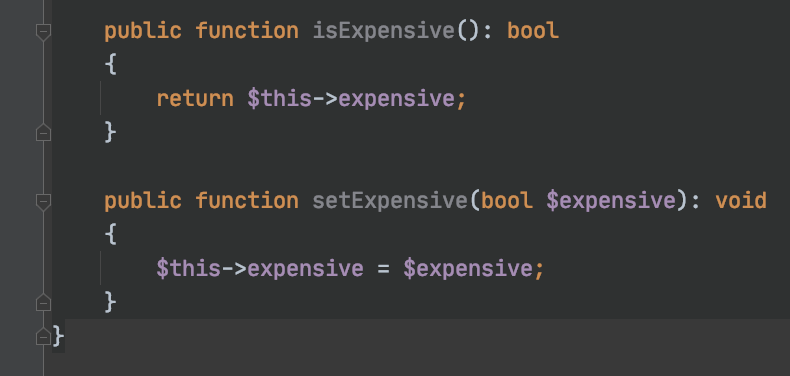 public function isExpensive(): bool
{
return $this->expensive;
}
public function setExpensive(bool $expensive): void
{
$this->expensive = $expensive;
}
}